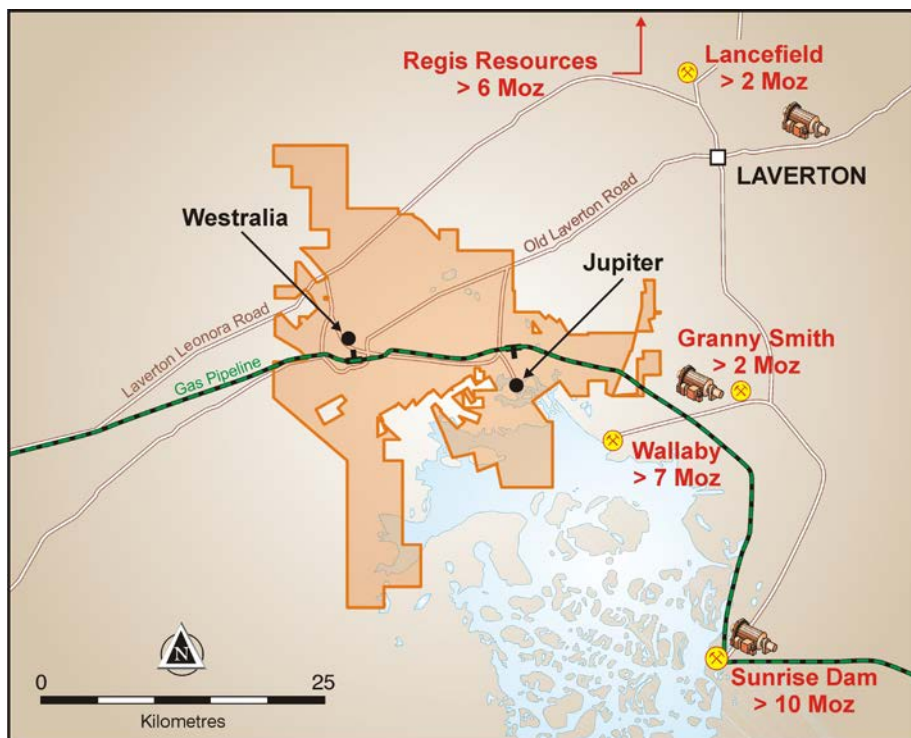 Regis Resources
> 6 Moz
Lancefield
> 2 Moz
LAVERTON
Westralia
Old Laverton Road
Jupiter
Laverton Leonora Road
Gas Pipeline
Granny Smith
> 2 Moz
Wallaby
> 7 Moz
N
0 25
Kilometres
Sunrise Dam
> 10 Moz